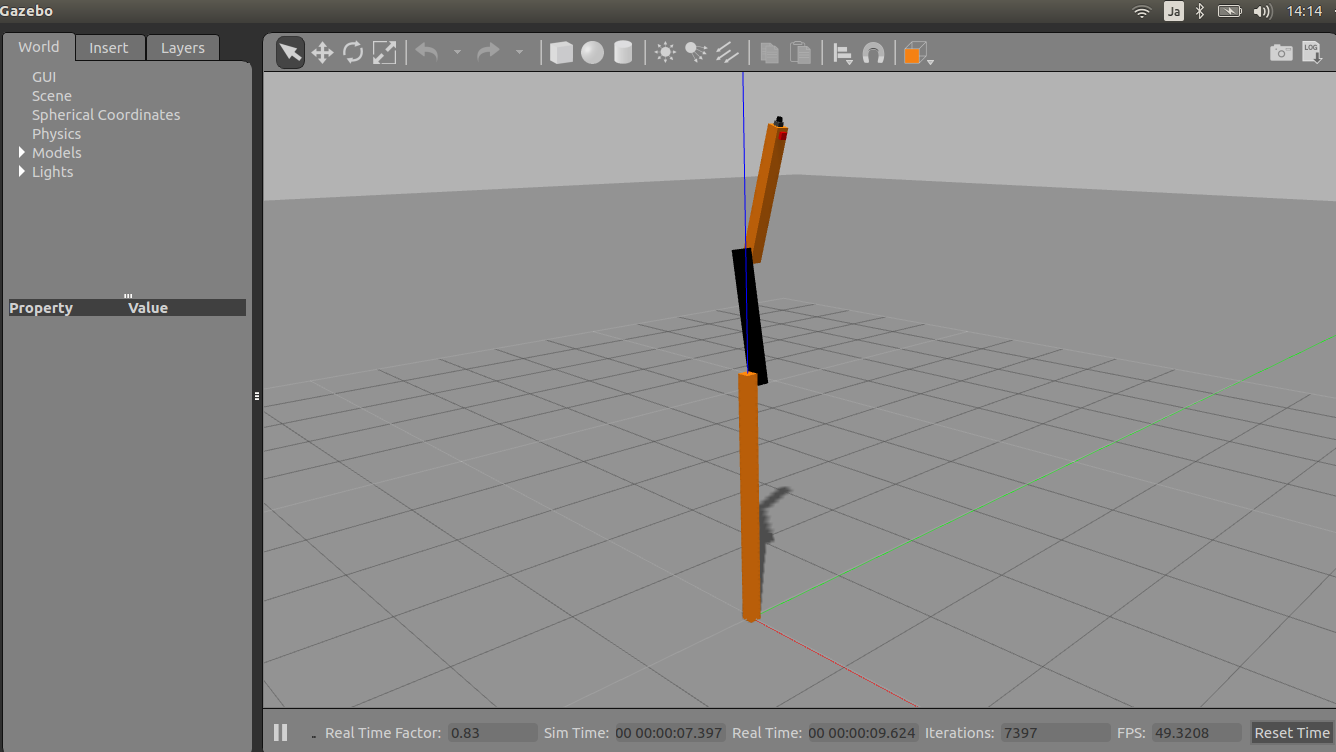 Gazebo
Ja 14:14
World Insert Layers
LOG
GUI
Scene
Spherical Coordinates
Physics
Models
Lights
Property Value
Real Time Factor: 0.83 Sim Time: 00 00:00:07.397 Real Time: 00 00:00:09.624 Iterations: 7397 FPS: 49.3208 Reset Time